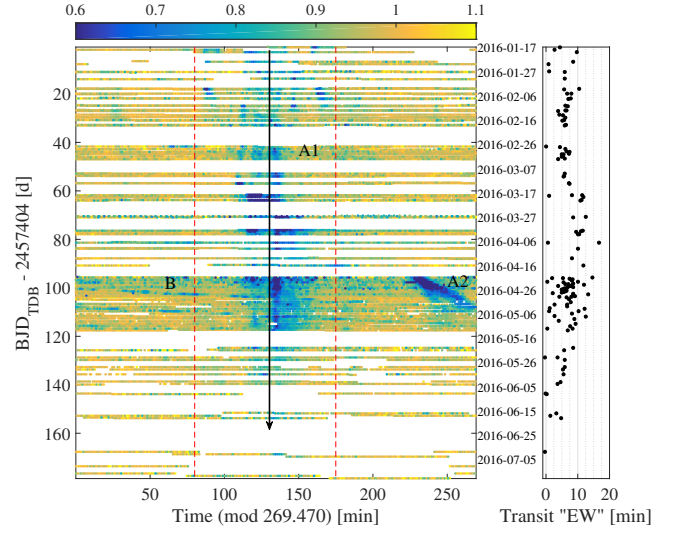 0.6 0.7 0.8 0.9 1 1.1
2016-01-17
2016-01-27
20
2016-02-06
2016-02-16
40
A1
2016-02-26
60
2016-03-07
2016-03-17
2016-03-27
80
2016-04-06
2016-04-16
100
B
A2
2016-04-26
2016-05-06
120
2016-05-16
2016-05-26
140
2016-06-05
2016-06-15
160
2016-06-25
2016-07-05
BJD_TDB - 2457404 [d]
50 100 150 200 250
0 10 20
Time (mod 269.470) [min]
Transit "EW" [min]